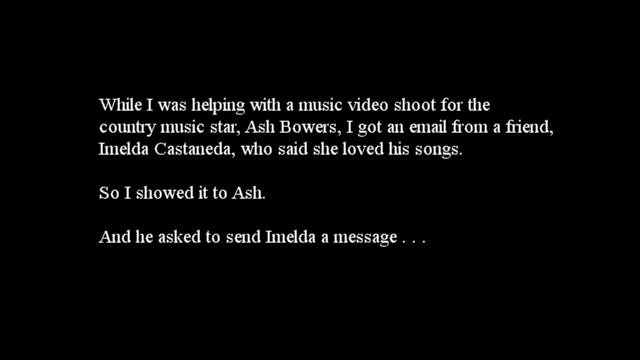 While I was helping with a music video shoot for the
country music star, Ash Bowers, I got an email from a friend,
Imelda Castaneda, who said she loved his songs.
So I showed it to Ash.
And he asked to send Imelda a message . . .